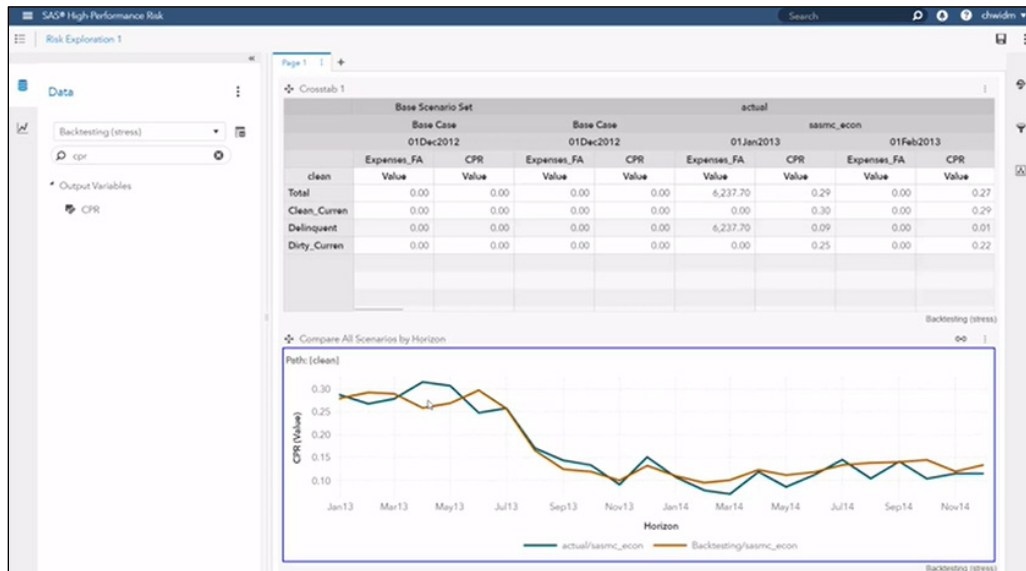 SAS® High-Performance Risk
Search
chwidm
Risk Exploration 1
Page 1
Data
Backtesting (stress)
cpr
Output Variables
CPR
Crosstab 1
Base Scenario Set actual
Base Case Base Case sasmc_econ
01Dec2012 01Dec2012 01Jan2013 01Feb2013
Expenses_FA CPR Expenses_FA CPR Expenses_FA CPR Expenses_FA CPR
clean Value Value Value Value Value Value Value Value
Total 0.00 0.00 0.00 0.00 6,237.70 0.29 0.00 0.27
Clean_Curren 0.00 0.00 0.00 0.00 0.00 0.30 0.00 0.29
Delinquent 0.00 0.00 0.00 0.00 6,237.70 0.09 0.00 0.01
Dirty_Curren 0.00 0.00 0.00 0.00 0.00 0.25 0.00 0.22
Backtesting (stress)
Compare All Scenarios by Horizon
Path: [clean]
CPR (Value)
0.30
0.25
0.20
0.15
0.10
Jan13 Mar13 May13 Jul13 Sep13 Nov13 Jan14 Mar14 May14 Jul14 Sep14 Nov14
Horizon
actual/sasmc_econ Backtesting/sasmc_econ
Backtesting (stress)